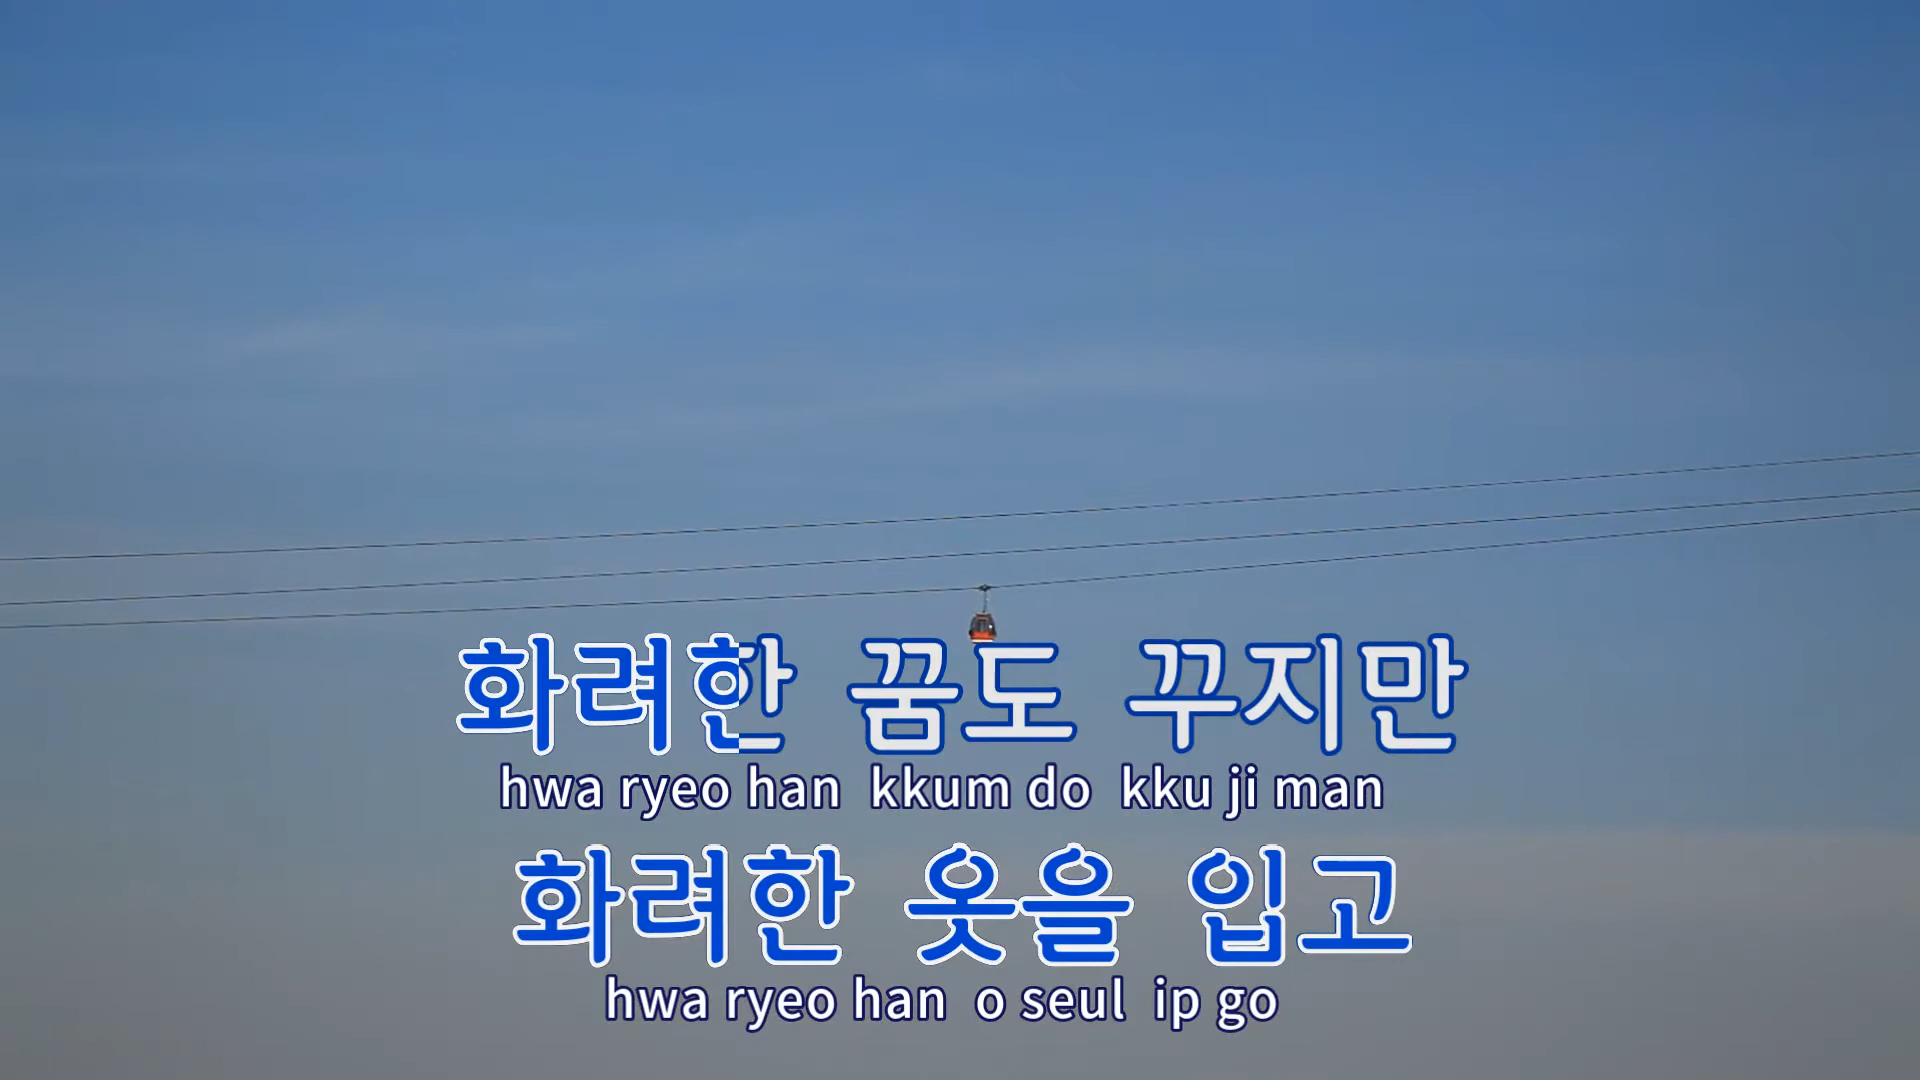 화려한 꿈도 꾸지만
hwa ryeo han kkum do kku ji man
화려한 옷을 입고
hwa ryeo han o seul ip go